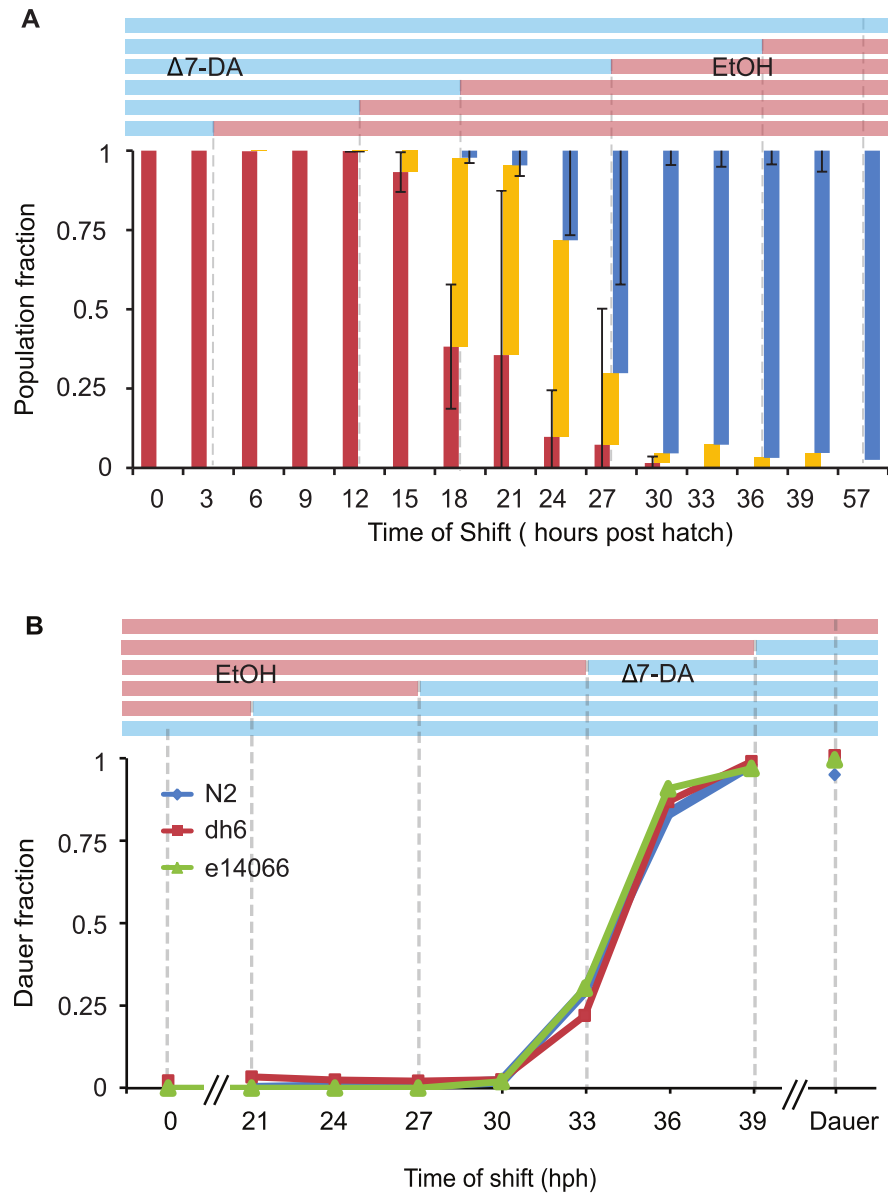 A
Δ7-DA EtOH
1
0.75
0.5
0.25
0
Population fraction
0 3 6 9 12 15 18 21 24 27 30 33 36 39 57
Time of Shift ( hours post hatch)
B
EtOH Δ7-DA
1
0.75
0.5
0.25
0
Dauer fraction
N2
dh6
e14066
0 21 24 27 30 33 36 39 Dauer
Time of shift (hph)